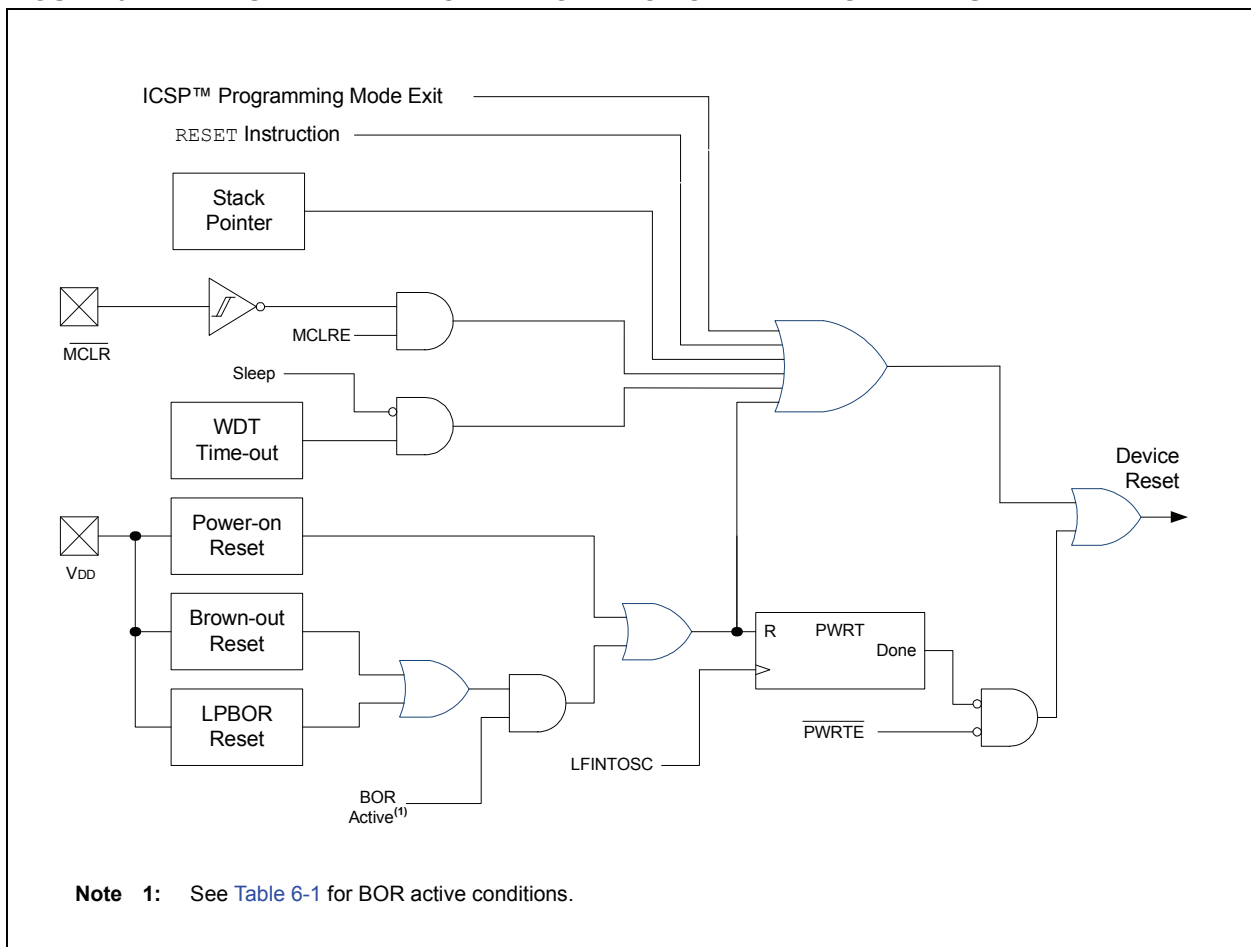 ICSP™ Programming Mode Exit
RESET Instruction
Stack
Pointer
MCLR
MCLRE
Sleep
WDT
Time-out
Device
Reset
VDD
Power-on
Reset
Brown-out
Reset
LPBOR
Reset
R PWRT
Done
PWRTE
LFINTOSC
BOR
Active(1)
Note 1: See Table 6-1 for BOR active conditions.